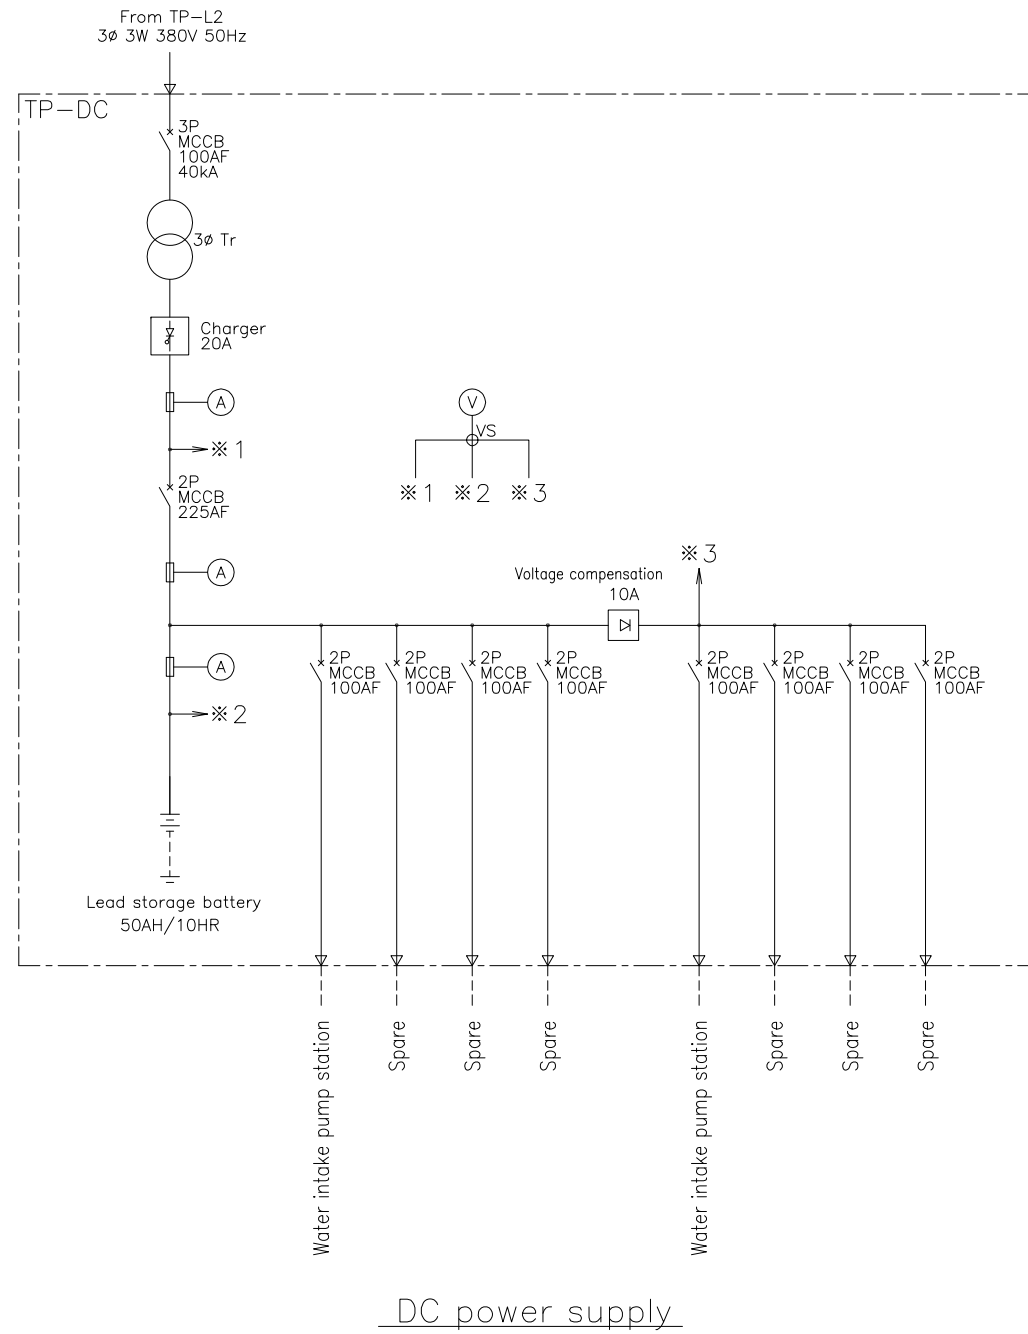 From TP-L2
3ø 3W 380V 50Hz
TP-DC
3P
MCCB
100AF
40kA
3ø Tr
Charger
20A
A
※1
2P
MCCB
225AF
V
VS
※1 ※2 ※3
A
※3
Voltage compensation
10A
A
※2
2P
MCCB
100AF
2P
MCCB
100AF
2P
MCCB
100AF
2P
MCCB
100AF
2P
MCCB
100AF
2P
MCCB
100AF
2P
MCCB
100AF
2P
MCCB
100AF
Lead storage battery
50AH/10HR
Water intake pump station
Spare
Spare
Spare
Water intake pump station
Spare
Spare
Spare
DC power supply